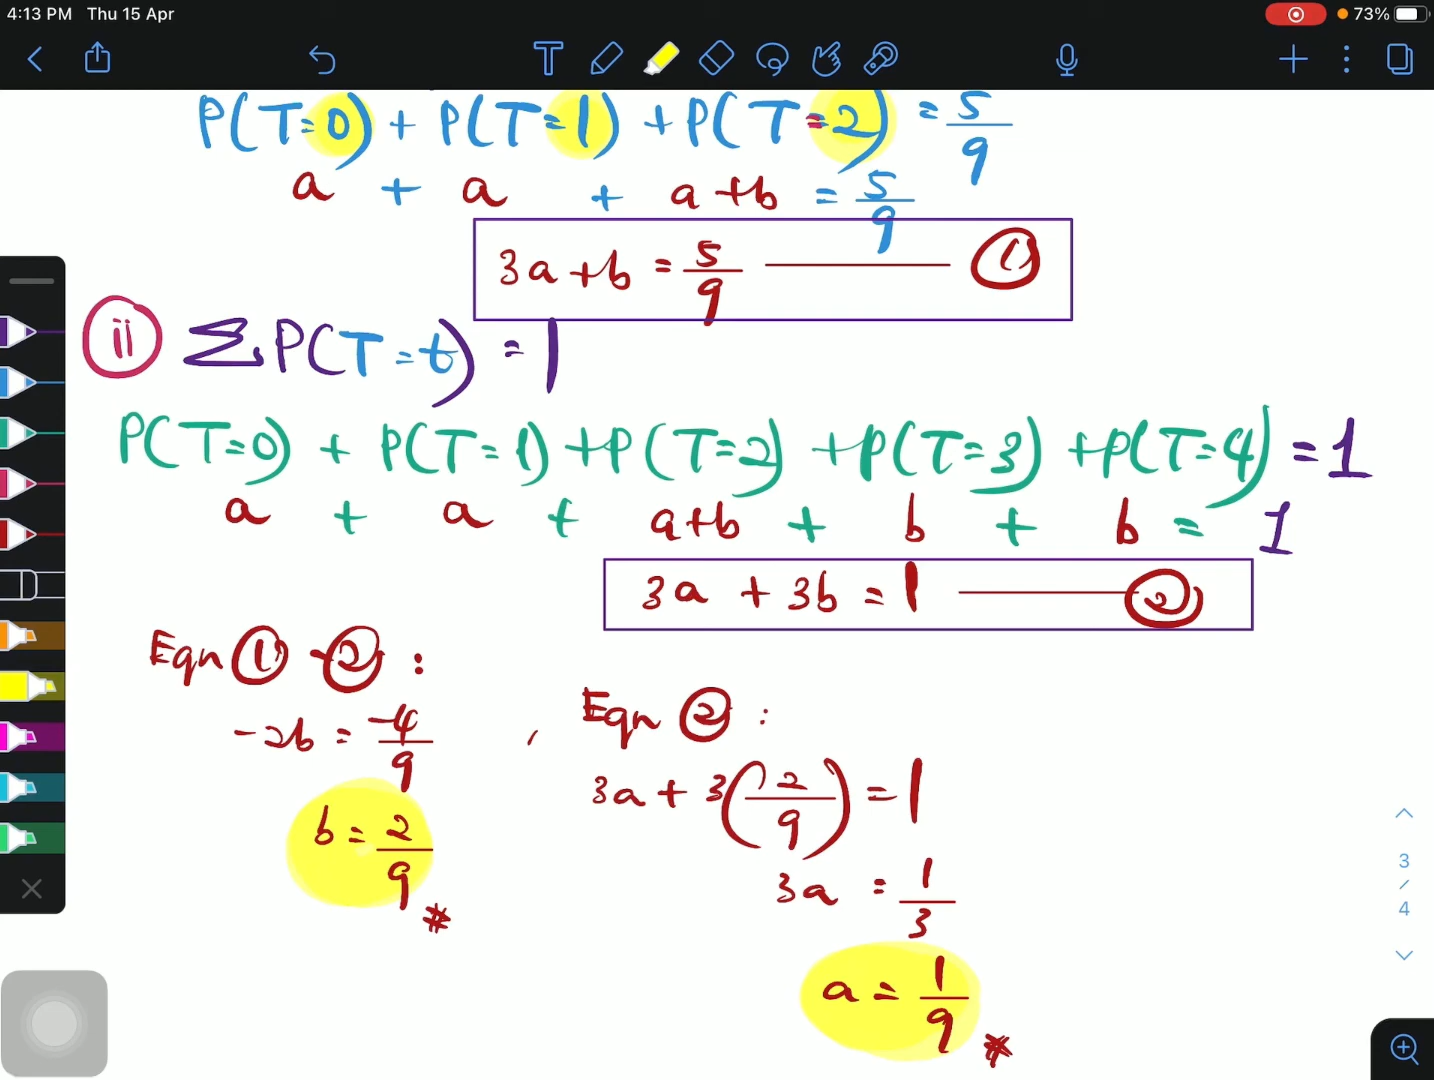 4:13 PM Thu 15 Apr 73%
P(T=0) + P(T=1) + P(T=2) = 5/9
a + a + a+b = 5/9
3a+b = 5/9 ——— ①
ii ΣP(T=t) = 1
P(T=0) + P(T=1) + P(T=2) + P(T=3) + P(T=4) = 1
a + a + a+b + b + b = 1
3a + 3b = 1 ——— ②
Eqn ① - ② :
-2b = -4/9 ,
b = 2/9 *
Eqn ② :
3a + 3(2/9) = 1
3a = 1/3
a = 1/9 *
3
/
4